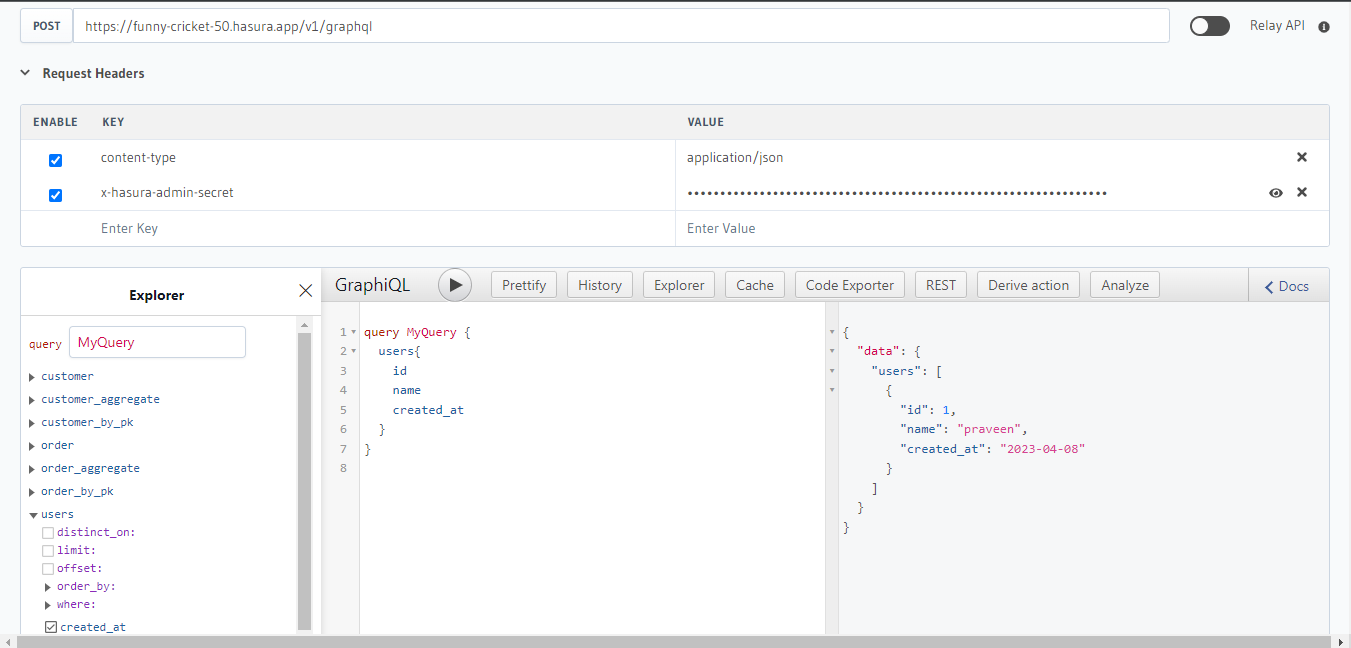 POST https://funny-cricket-50.hasura.app/v1/graphql Relay API
Request Headers
ENABLE KEY VALUE
content-type application/json
x-hasura-admin-secret ••••••••••••••••••••••••••••••••••••••••••••••••••••••••••••••••
Enter Key Enter Value
Explorer
GraphiQL Prettify History Explorer Cache Code Exporter REST Derive action Analyze Docs
query MyQuery
customer
customer_aggregate
customer_by_pk
order
order_aggregate
order_by_pk
users
distinct_on:
limit:
offset:
order_by:
where:
created_at
1 query MyQuery {
2 users{
3 id
4 name
5 created_at
6 }
7 }
8
{
"data": {
"users": [
{
"id": 1,
"name": "praveen",
"created_at": "2023-04-08"
}
]
}
}